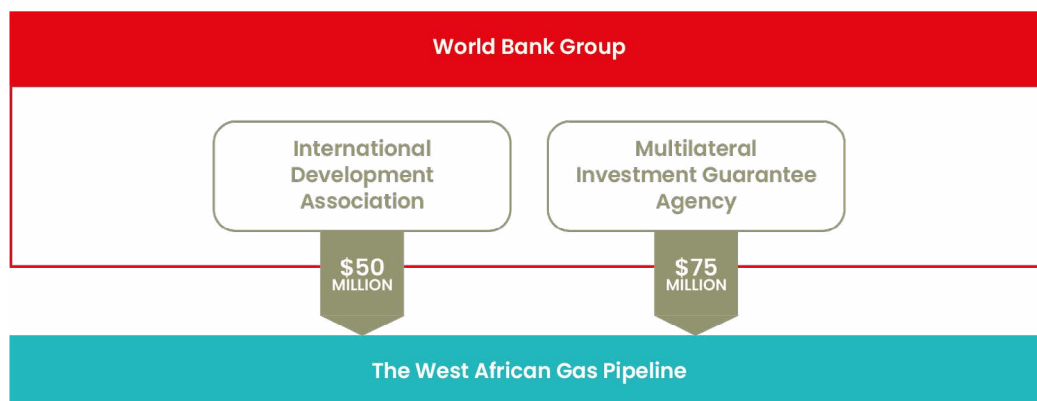 World Bank Group
International
Development
Association
Multilateral
Investment Guarantee
Agency
$50
MILLION
$75
MILLION
The West African Gas Pipeline